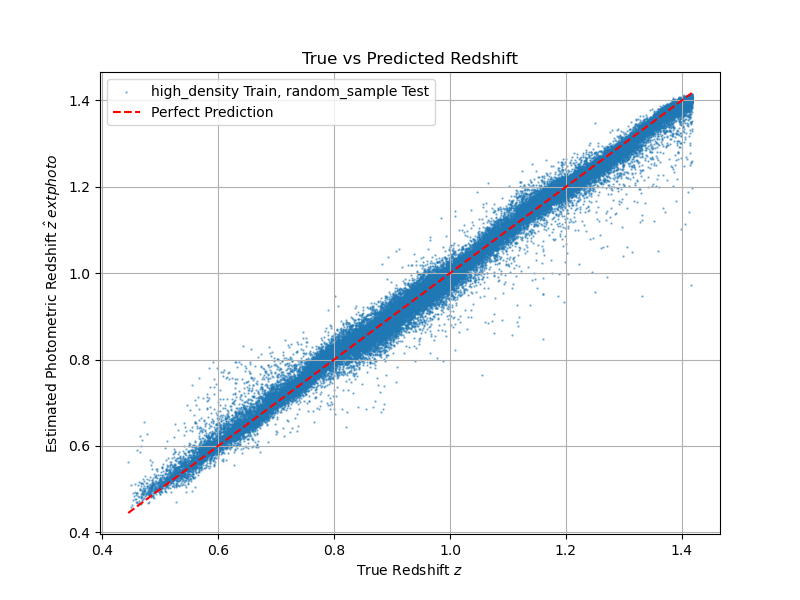 True vs Predicted Redshift
high_density Train, random_sample Test
Perfect Prediction
Estimated Photometric Redshift ẑ extphoto
1.4
1.2
1.0
0.8
0.6
0.4
0.4 0.6 0.8 1.0 1.2 1.4
True Redshift z